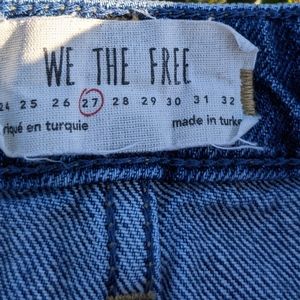 WE THE FREE
24 25 26 27 28 29 30 31 32
riqué en turquie made in turke